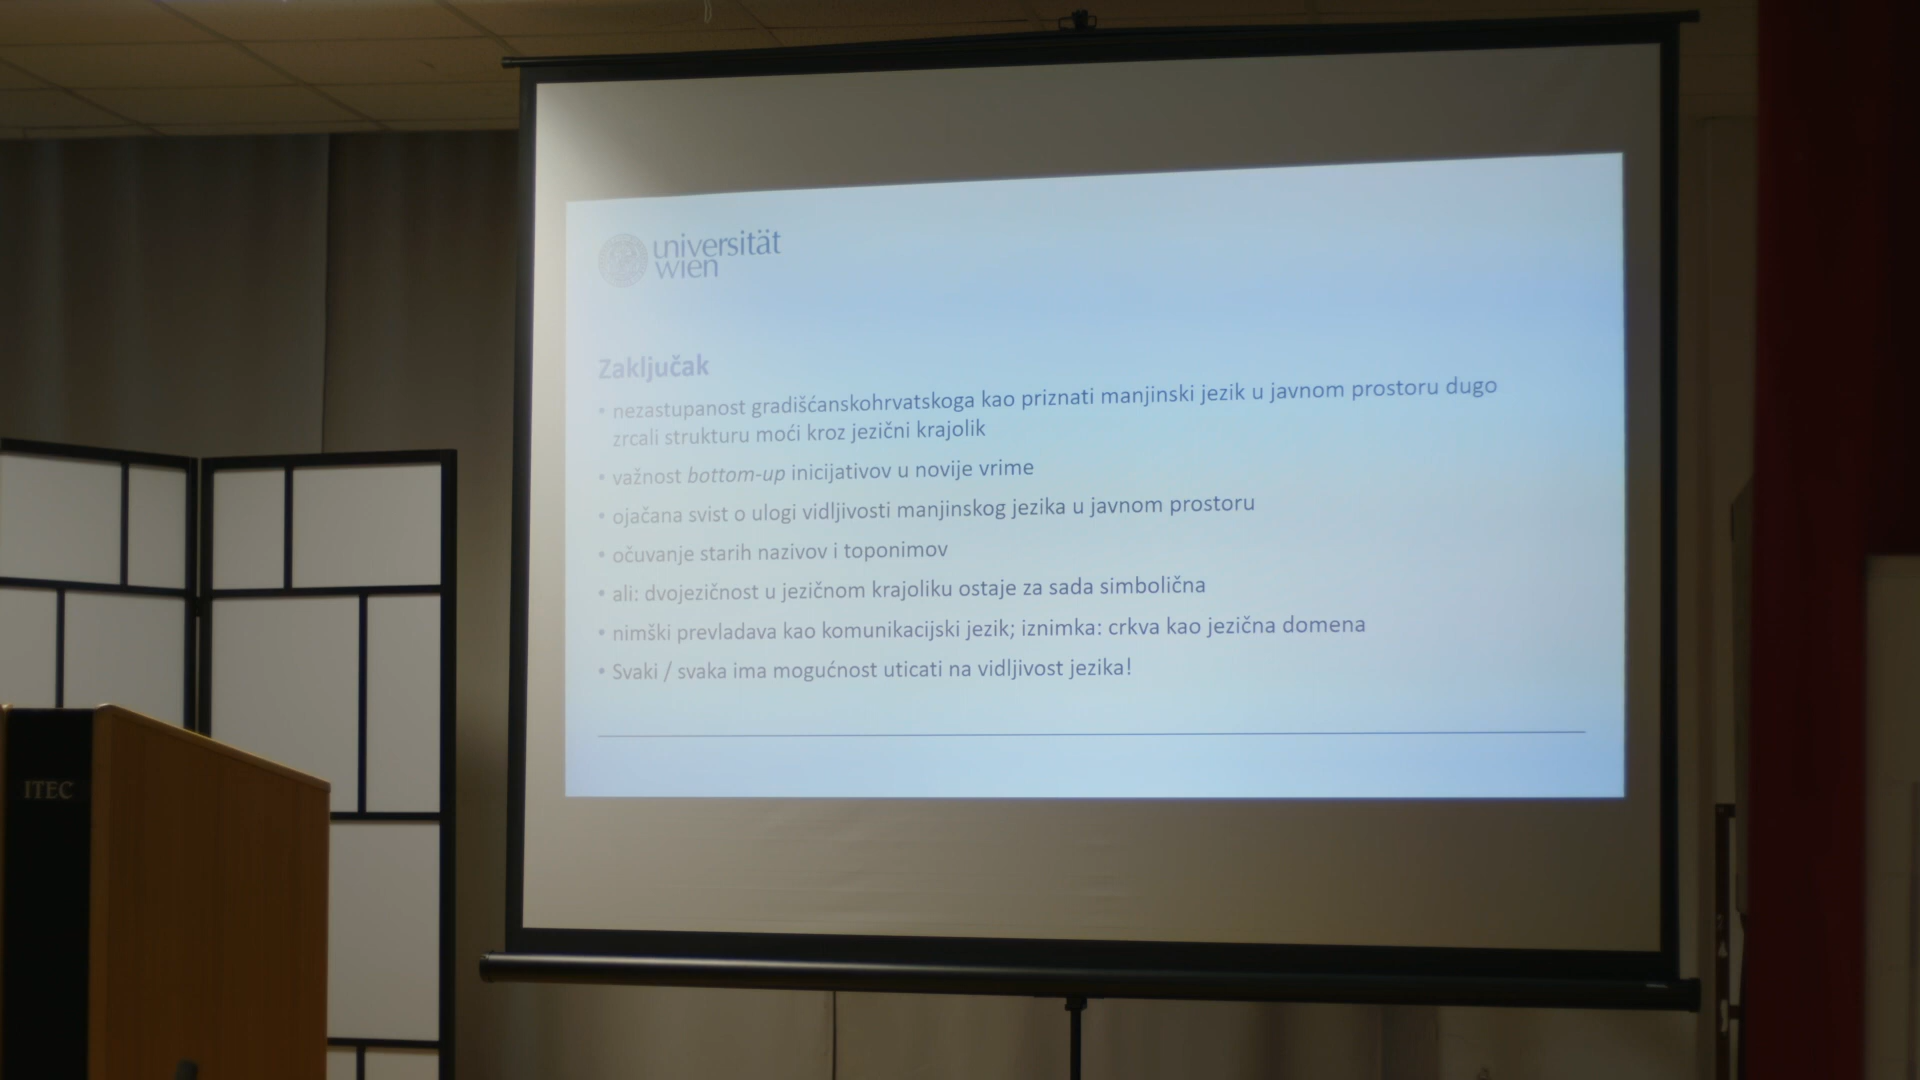 universität
wien
Zaključak
• nezastupanost gradišćanskohrvatskoga kao priznati manjinski jezik u javnom prostoru dugo
zrcali strukturu moći kroz jezični krajolik
• važnost bottom-up inicijativov u novije vrime
• ojačana svist o ulogi vidljivosti manjinskog jezika u javnom prostoru
• očuvanje starih nazivov i toponimov
• ali: dvojezičnost u jezičnom krajoliku ostaje za sada simbolična
• nimški prevladava kao komunikacijski jezik; iznimka: crkva kao jezična domena
• Svaki / svaka ima mogućnost uticati na vidljivost jezika!
ITEC